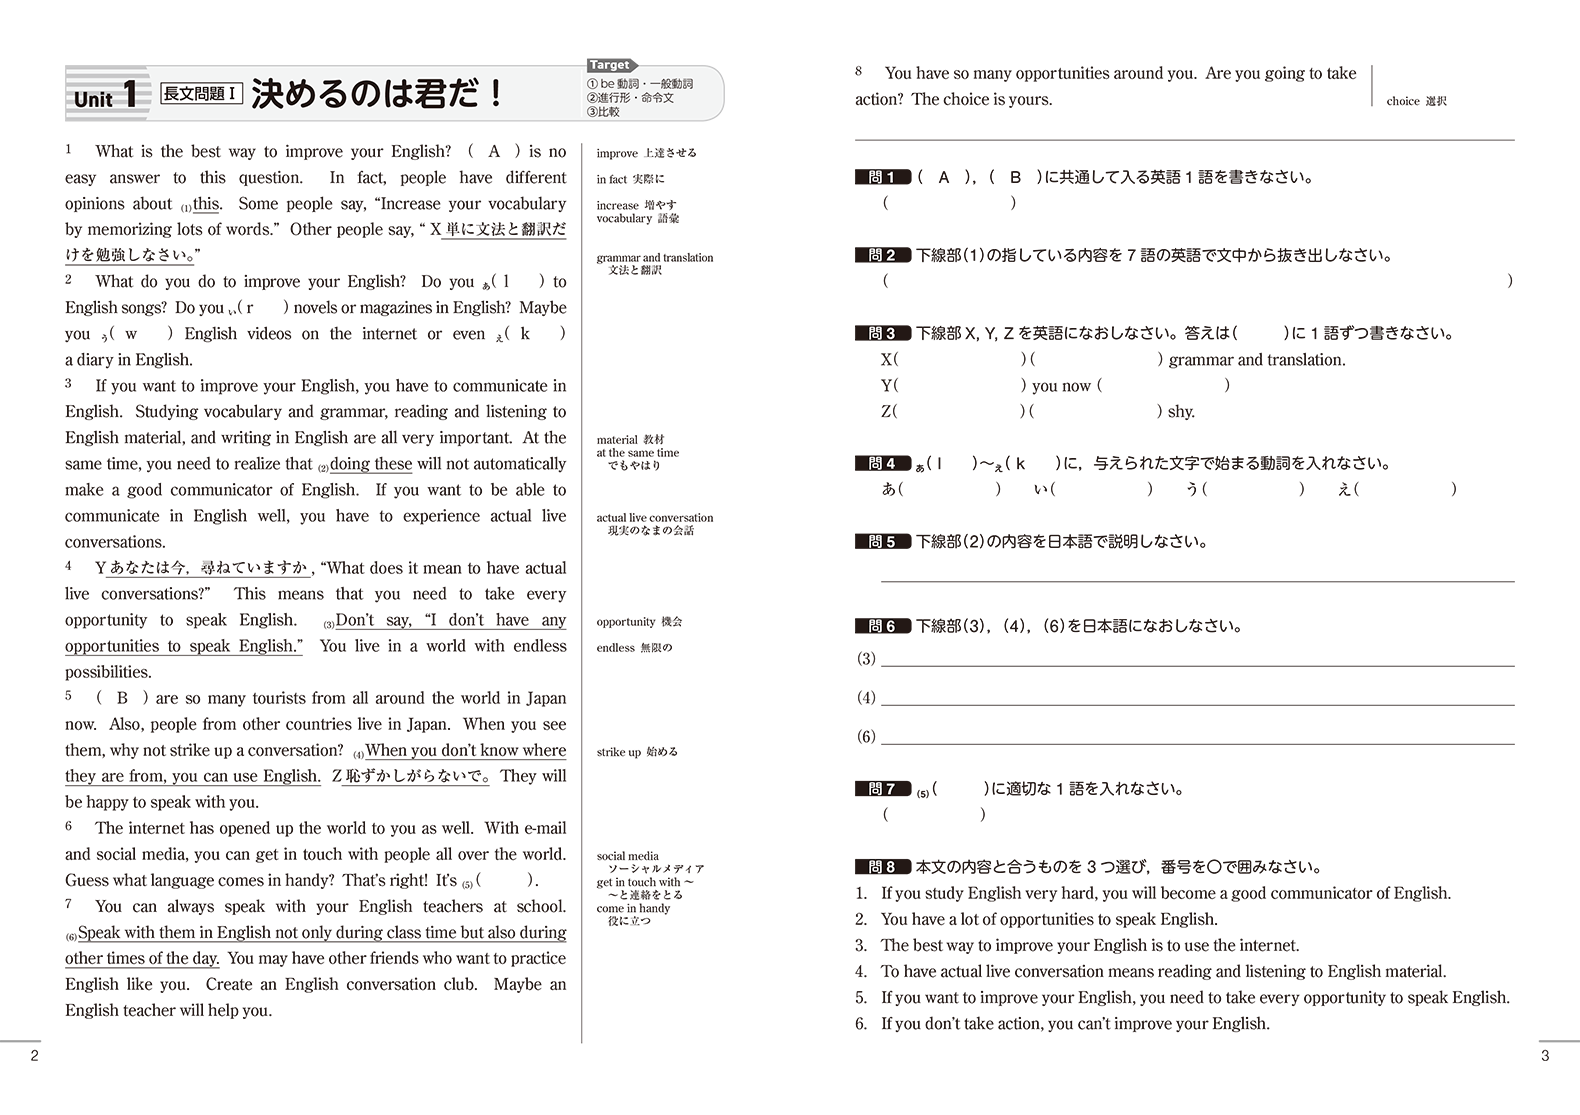 Unit 1 長文問題Ⅰ 決めるのは君だ！
Target
①be動詞・一般動詞
②進行形・命令文
③比較
1 What is the best way to improve your English? ( A ) is no
easy answer to this question. In fact, people have different
opinions about (1)this. Some people say, “Increase your vocabulary
by memorizing lots of words.” Other people say, “ X 単に文法と翻訳だ
けを勉強しなさい。”
2 What do you do to improve your English? Do you あ( l ) to
English songs? Do you い( r ) novels or magazines in English? Maybe
you う( w ) English videos on the internet or even え( k )
a diary in English.
3 If you want to improve your English, you have to communicate in
English. Studying vocabulary and grammar, reading and listening to
English material, and writing in English are all very important. At the
same time, you need to realize that (2)doing these will not automatically
make a good communicator of English. If you want to be able to
communicate in English well, you have to experience actual live
conversations.
4 Y あなたは今，尋ねていますか, “What does it mean to have actual
live conversations?” This means that you need to take every
opportunity to speak English. (3)Don’t say, “I don’t have any
opportunities to speak English.” You live in a world with endless
possibilities.
5 ( B ) are so many tourists from all around the world in Japan
now. Also, people from other countries live in Japan. When you see
them, why not strike up a conversation? (4)When you don’t know where
they are from, you can use English. Z 恥ずかしがらないで。 They will
be happy to speak with you.
6 The internet has opened up the world to you as well. With e-mail
and social media, you can get in touch with people all over the world.
Guess what language comes in handy? That’s right! It’s (5)( ).
7 You can always speak with your English teachers at school.
(6)Speak with them in English not only during class time but also during
other times of the day. You may have other friends who want to practice
English like you. Create an English conversation club. Maybe an
English teacher will help you.
improve 上達させる
in fact 実際に
increase 増やす
vocabulary 語彙
grammar and translation
文法と翻訳
material 教材
at the same time
でもやはり
actual live conversation
現実のなまの会話
opportunity 機会
endless 無限の
strike up 始める
social media
ソーシャルメディア
get in touch with ～
～と連絡をとる
come in handy
役に立つ
2
8 You have so many opportunities around you. Are you going to take
action? The choice is yours.
choice 選択
問1 ( A ), ( B )に共通して入る英語1語を書きなさい。
( )
問2 下線部(1)の指している内容を7語の英語で文中から抜き出しなさい。
( )
問3 下線部X, Y, Zを英語になおしなさい。答えは( )に1語ずつ書きなさい。
X( )( ) grammar and translation.
Y( ) you now ( )
Z( )( ) shy.
問4 あ( l )～え( k )に，与えられた文字で始まる動詞を入れなさい。
あ( ) い( ) う( ) え( )
問5 下線部(2)の内容を日本語で説明しなさい。
問6 下線部(3)，(4)，(6)を日本語になおしなさい。
(3)
(4)
(6)
問7 (5)( )に適切な1語を入れなさい。
( )
問8 本文の内容と合うものを3つ選び，番号を○で囲みなさい。
1. If you study English very hard, you will become a good communicator of English.
2. You have a lot of opportunities to speak English.
3. The best way to improve your English is to use the internet.
4. To have actual live conversation means reading and listening to English material.
5. If you want to improve your English, you need to take every opportunity to speak English.
6. If you don’t take action, you can’t improve your English.
3